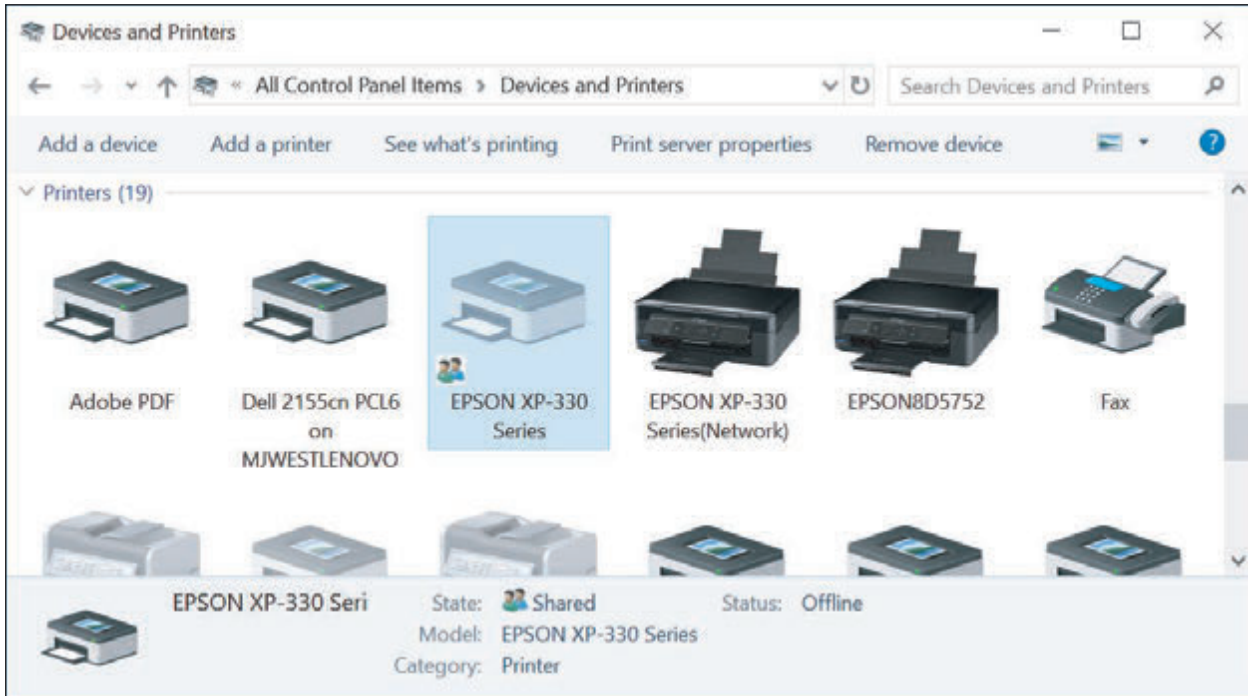 Devices and Printers
« All Control Panel Items › Devices and Printers
Search Devices and Printers
Add a device Add a printer See what's printing Print server properties Remove device
Printers (19)
Adobe PDF
Dell 2155cn PCL6
on
MJWESTLENOVO
EPSON XP-330
Series
EPSON XP-330
Series(Network)
EPSON8D5752
Fax
EPSON XP-330 Seri State: Shared Status: Offline
Model: EPSON XP-330 Series
Category: Printer